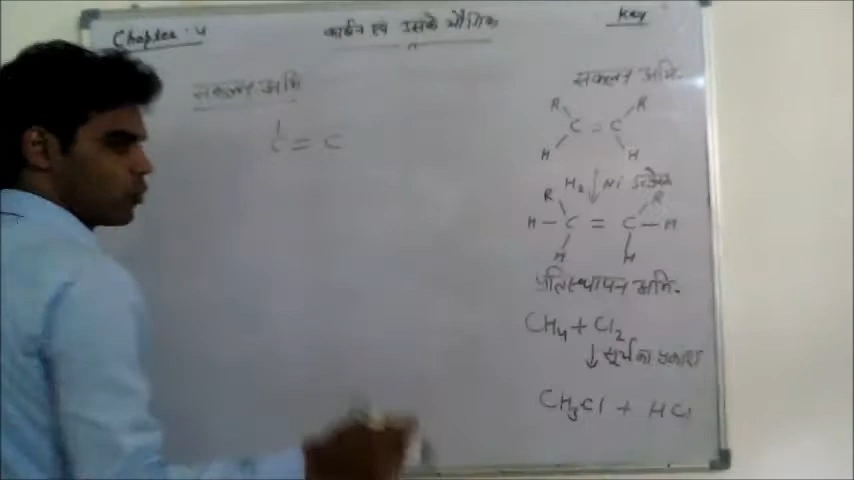 Chapter: 4 कार्बन एवं उसके यौगिक Key
संकलन अभि
C = C
संकलन अभि.
R R
C = C
H H
H₂ ↓ Ni उत्प्रेरक
R R
H - C = C - H
H H
प्रतिस्थापन अभि.
CH₄ + Cl₂
↓ सूर्य का प्रकाश
CH₃Cl + HCl